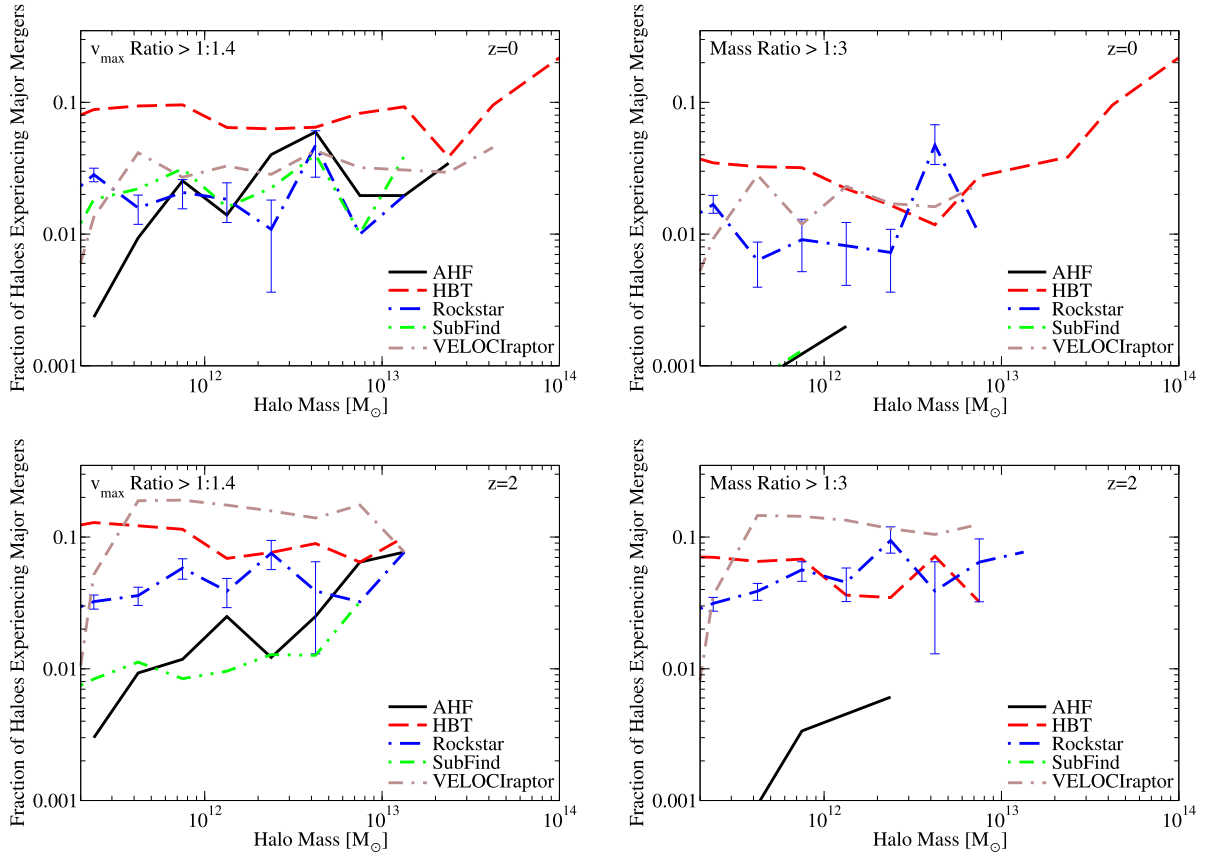 Fraction of Haloes Experiencing Major Mergers
v_max Ratio > 1:1.4
z=0
0.1
0.01
0.001
AHF
HBT
Rockstar
SubFind
VELOCIraptor
10^12
10^13
10^14
Halo Mass [M_⊙]
Fraction of Haloes Experiencing Major Mergers
Mass Ratio > 1:3
z=0
0.1
0.01
0.001
AHF
HBT
Rockstar
SubFind
VELOCIraptor
10^12
10^13
10^14
Halo Mass [M_⊙]
Fraction of Haloes Experiencing Major Mergers
v_max Ratio > 1:1.4
z=2
0.1
0.01
0.001
AHF
HBT
Rockstar
SubFind
VELOCIraptor
10^12
10^13
10^14
Halo Mass [M_⊙]
Fraction of Haloes Experiencing Major Mergers
Mass Ratio > 1:3
z=2
0.1
0.01
0.001
AHF
HBT
Rockstar
SubFind
VELOCIraptor
10^12
10^13
10^14
Halo Mass [M_⊙]